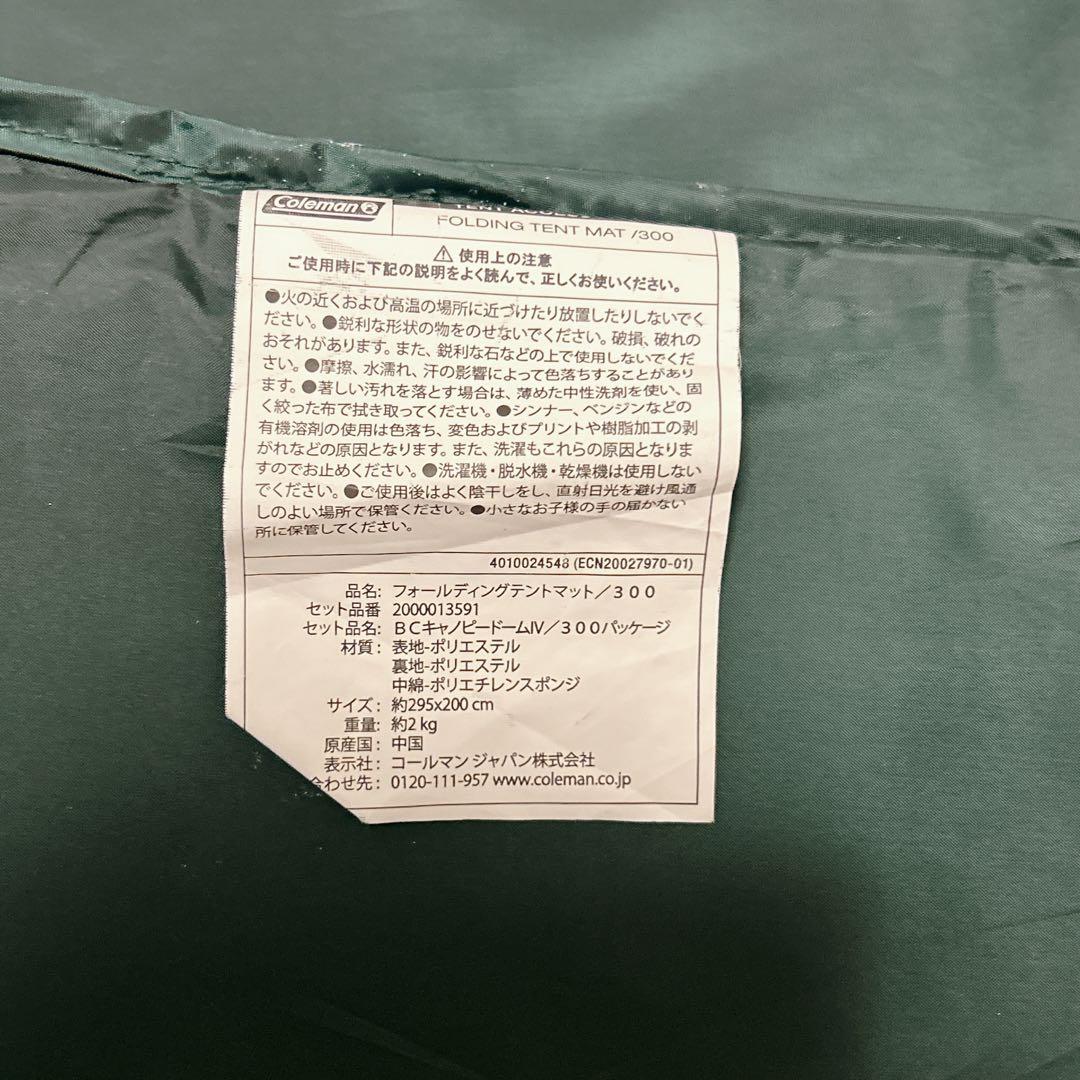 Coleman
FOLDING TENT MAT /300
⚠ 使用上の注意
ご使用時に下記の説明をよく読んで、正しくお使いください。
●火の近くおよび高温の場所に近づけたり放置したりしないでく
ださい。●鋭利な形状の物をのせないでください。破損、破れの
おそれがあります。また、鋭利な石などの上で使用しないでくだ
さい。●摩擦、水濡れ、汗の影響によって色落ちすることがあり
ます。●著しい汚れを落とす場合は、薄めた中性洗剤を使い、固
く絞った布で拭き取ってください。●シンナー、ベンジンなどの
有機溶剤の使用は色落ち、変色およびプリントや樹脂加工の剥
がれなどの原因となります。また、洗濯もこれらの原因となりま
すのでお止めください。●洗濯機・脱水機・乾燥機は使用しない
でください。●ご使用後はよく陰干しをし、直射日光を避け風通
しのよい場所で保管ください。●小さなお子様の手の届かない
所に保管してください。
4010024548 (ECN20027970-01)
品名: フォールディングテントマット/300
セット品番 2000013591
セット品名: BCキャノピードームⅣ/300パッケージ
材質: 表地-ポリエステル
裏地-ポリエステル
中綿-ポリエチレンスポンジ
サイズ: 約295x200 cm
重量: 約2 kg
原産国: 中国
表示社: コールマン ジャパン株式会社
合わせ先: 0120-111-957 www.coleman.co.jp